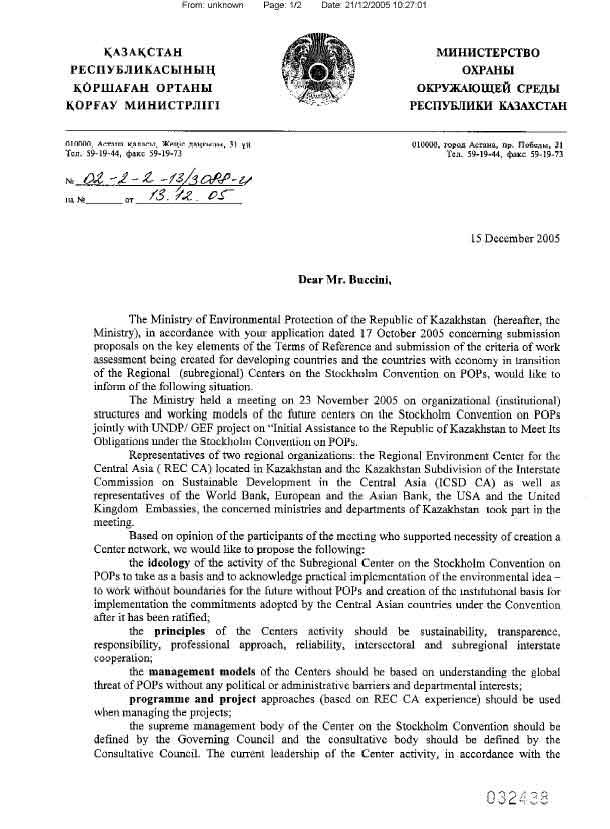 From: unknown Page: 1/2 Date: 21/12/2005 10:27:01
ҚАЗАҚСТАН
РЕСПУБЛИКАСЫНЫҢ
ҚОРШАҒАН ОРТАНЫ
ҚОРҒАУ МИНИСТРЛІГІ
МИНИСТЕРСТВО
ОХРАНЫ
ОКРУЖАЮЩЕЙ СРЕДЫ
РЕСПУБЛИКИ КАЗАХСТАН
010000, Астана қаласы, Жеңіс даңғылы, 31 үй
Тел. 59-19-44, факс 59-19-73
010000, город Астана, пр. Победы, 31
Тел. 59-19-44, факс 59-19-73
№ 02-2-2-13/3088-и
на № от 13.12.05
15 December 2005
Dear Mr. Buccini,
The Ministry of Environmental Protection of the Republic of Kazakhstan (hereafter, the
Ministry), in accordance with your application dated 17 October 2005 concerning submission
proposals on the key elements of the Terms of Reference and submission of the criteria of work
assessment being created for developing countries and the countries with economy in transition
of the Regional (subregional) Centers on the Stockholm Convention on POPs, would like to
inform of the following situation.
The Ministry held a meeting on 23 November 2005 on organizational (institutional)
structures and working models of the future centers on the Stockholm Convention on POPs
jointly with UNDP/ GEF project on "Initial Assistance to the Republic of Kazakhstan to Meet Its
Obligations under the Stockholm Convention on POPs.
Representatives of two regional organizations: the Regional Environment Center for the
Central Asia ( REC CA) located in Kazakhstan and the Kazakhstan Subdivision of the Interstate
Commission on Sustainable Development in the Central Asia (ICSD CA) as well as
representatives of the World Bank, European and the Asian Bank, the USA and the United
Kingdom Embassies, the concerned ministries and departments of Kazakhstan took part in the
meeting.
Based on opinion of the participants of the meeting who supported necessity of creation a
Center network, we would like to propose the following:
the ideology of the activity of the Subregional Center on the Stockholm Convention on
POPs to take as a basis and to acknowledge practical implementation of the environmental idea –
to work without boundaries for the future without POPs and creation of the institutional basis for
implementation the commitments adopted by the Central Asian countries under the Convention
after it has been ratified;
the principles of the Centers activity should be sustainability, transparence,
responsibility, professional approach, reliability, intersectoral and subregional interstate
cooperation;
the management models of the Centers should be based on understanding the global
threat of POPs without any political or administrative barriers and departmental interests;
programme and project approaches (based on REC CA experience) should be used
when managing the projects;
the supreme management body of the Center on the Stockholm Convention should be
defined by the Governing Council and the consultative body should be defined by the
Consultative Council. The current leadership of the Center activity, in accordance with the
032438